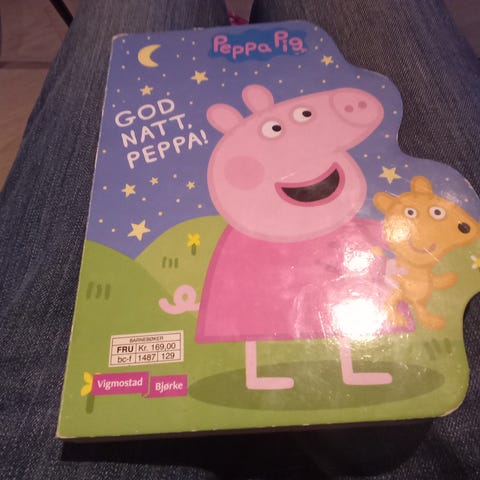 Peppa Pig
GOD
NATT,
PEPPA!
BARNEBØKER
FRU Kr. 169,00
bc-f 1487 129
Vigmostad Bjørke